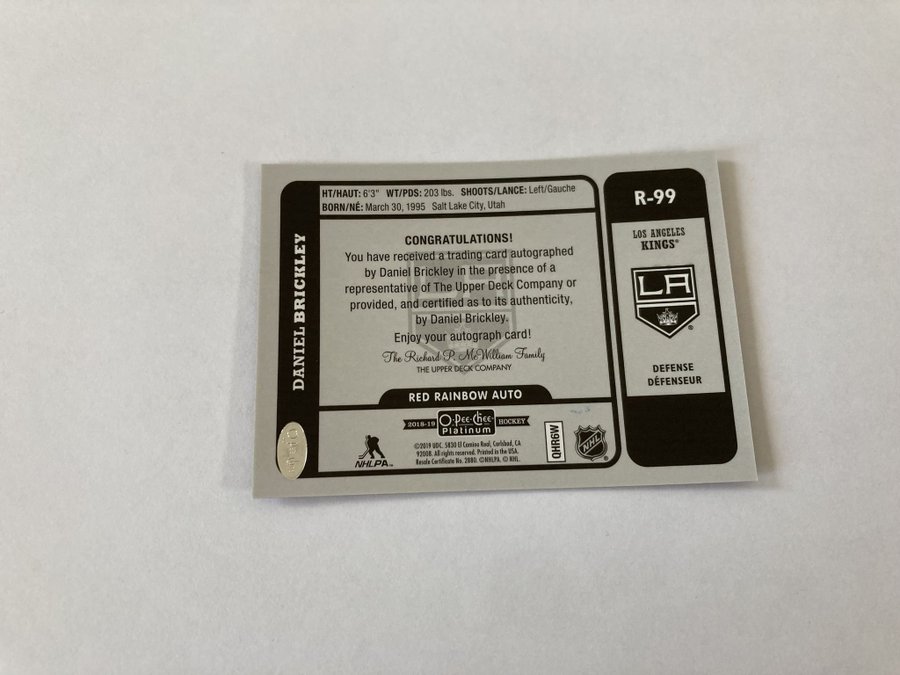 DANIEL BRICKLEY
HT/HAUT: 6'3" WT/PDS: 203 lbs. SHOOTS/LANCE: Left/Gauche
BORN/NÉ: March 30, 1995 Salt Lake City, Utah
CONGRATULATIONS!
You have received a trading card autographed
by Daniel Brickley in the presence of a
representative of The Upper Deck Company or
provided, and certified as to its authenticity,
by Daniel Brickley.
Enjoy your autograph card!
The Richard P. McWilliam Family
THE UPPER DECK COMPANY
RED RAINBOW AUTO
2018-19 O-Pee-Chee Platinum HOCKEY
NHLPA™
©2019 UDC. 5830 El Camino Real, Carlsbad, CA
92008. All rights reserved. Printed in the USA.
Resale Certificate No. 2880. ©NHLPA. © NHL.
QHR6W
NHL®
R-99
LOS ANGELES
KINGS®
LA
®
DEFENSE
DÉFENSEUR